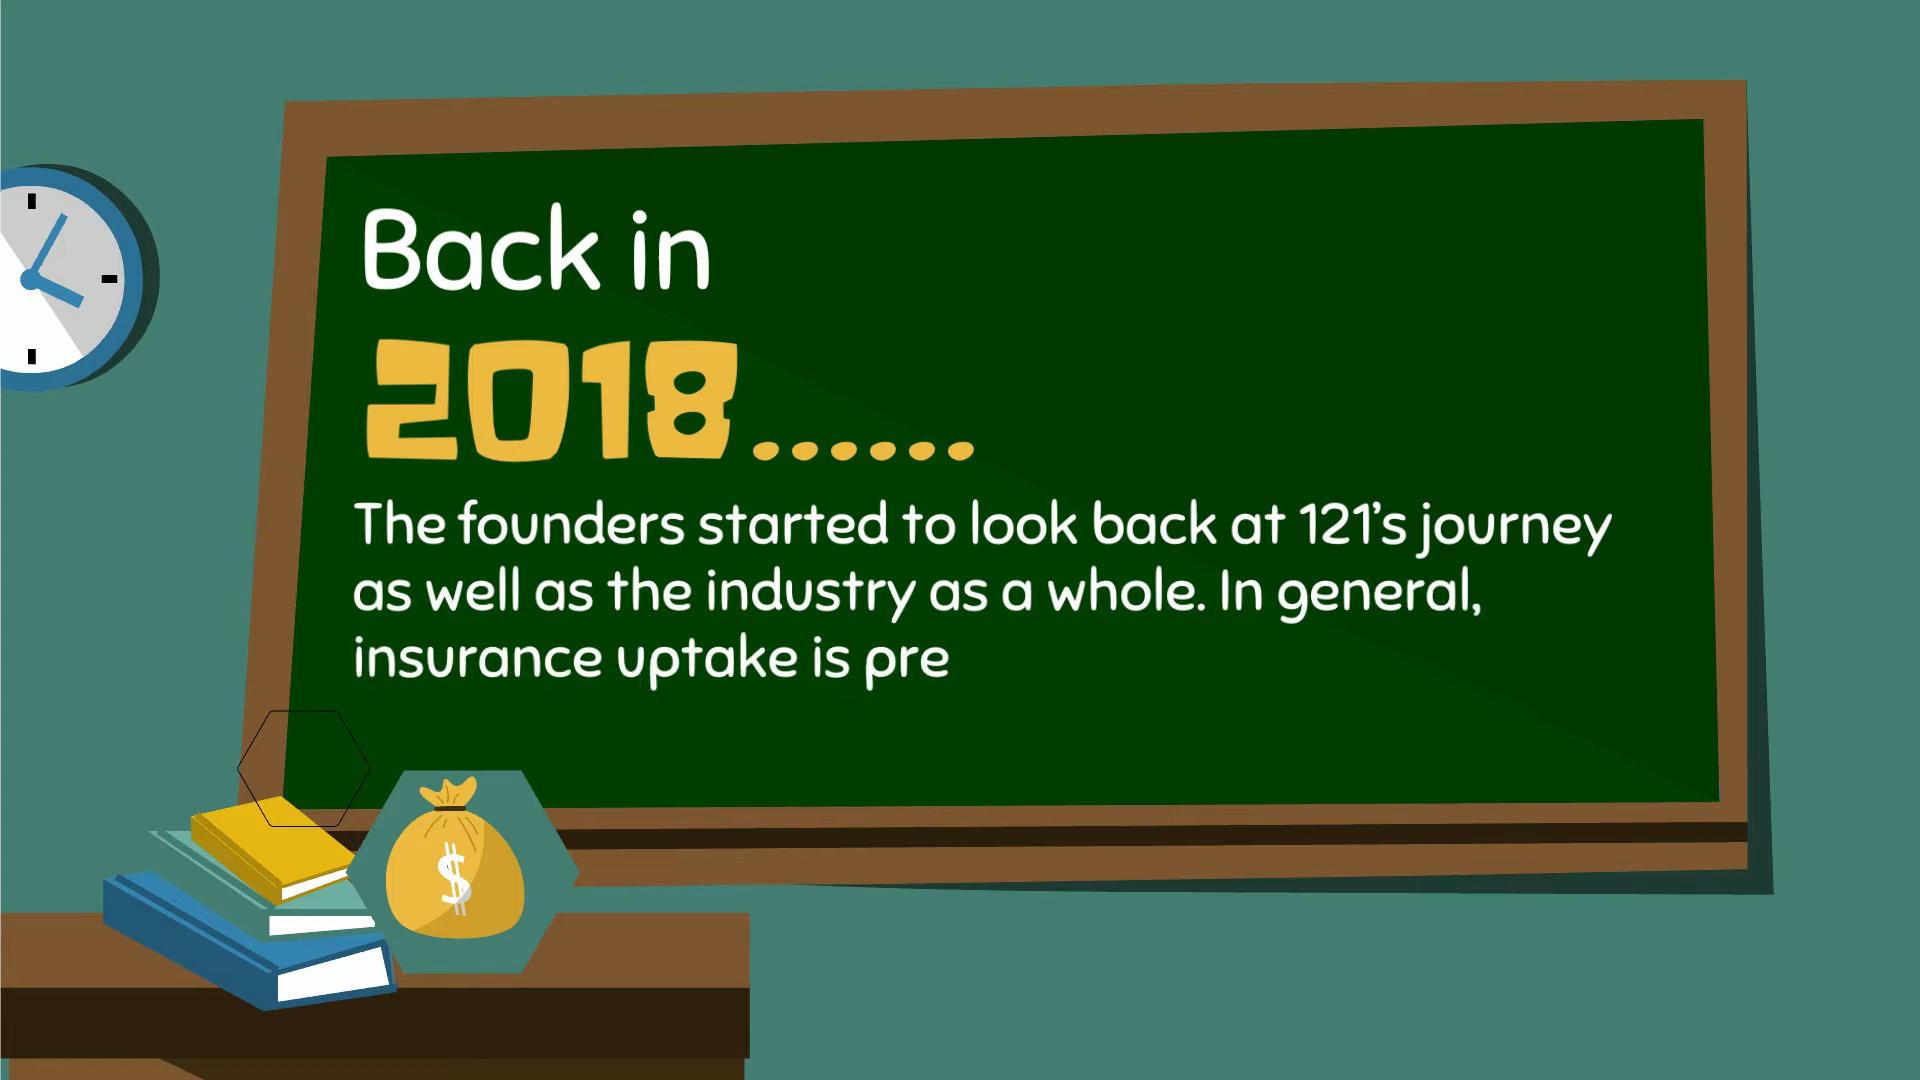 Back in
2018......
The founders started to look back at 121’s journey
as well as the industry as a whole. In general,
insurance uptake is pre
$